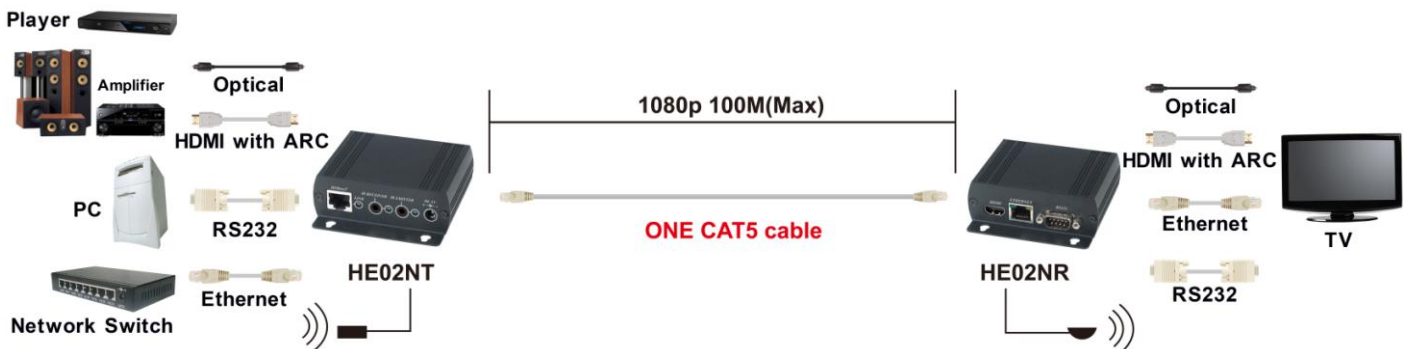 Player
Amplifier
Optical
HDMI with ARC
PC
RS232
Network Switch
Ethernet
HE02NT
1080p 100M(Max)
ONE CAT5 cable
HE02NR
Optical
HDMI with ARC
Ethernet
RS232
TV